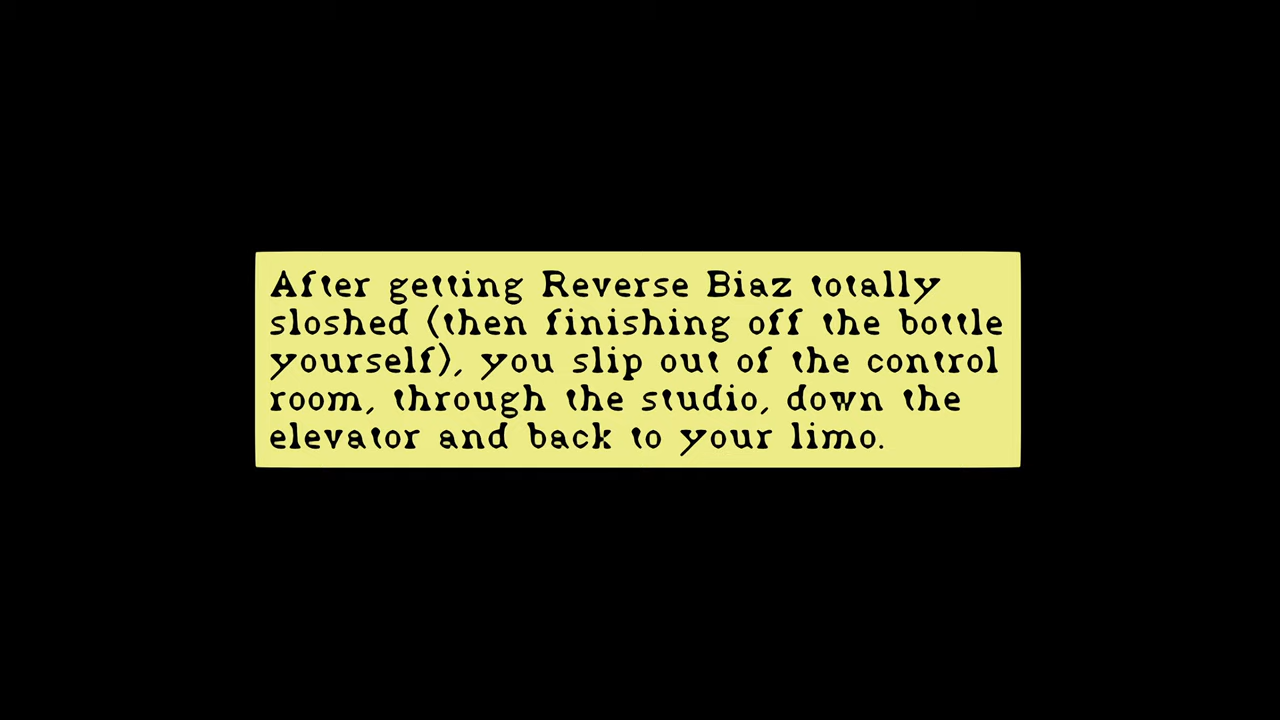 After getting Reverse Biaz totally
sloshed (then finishing off the bottle
yourself), you slip out of the control
room, through the studio, down the
elevator and back to your limo.